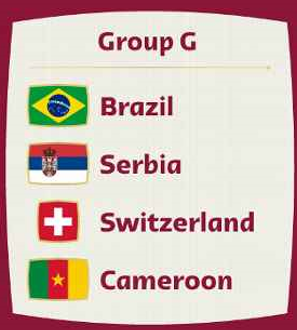 Group G
Brazil
Serbia
Switzerland
Cameroon